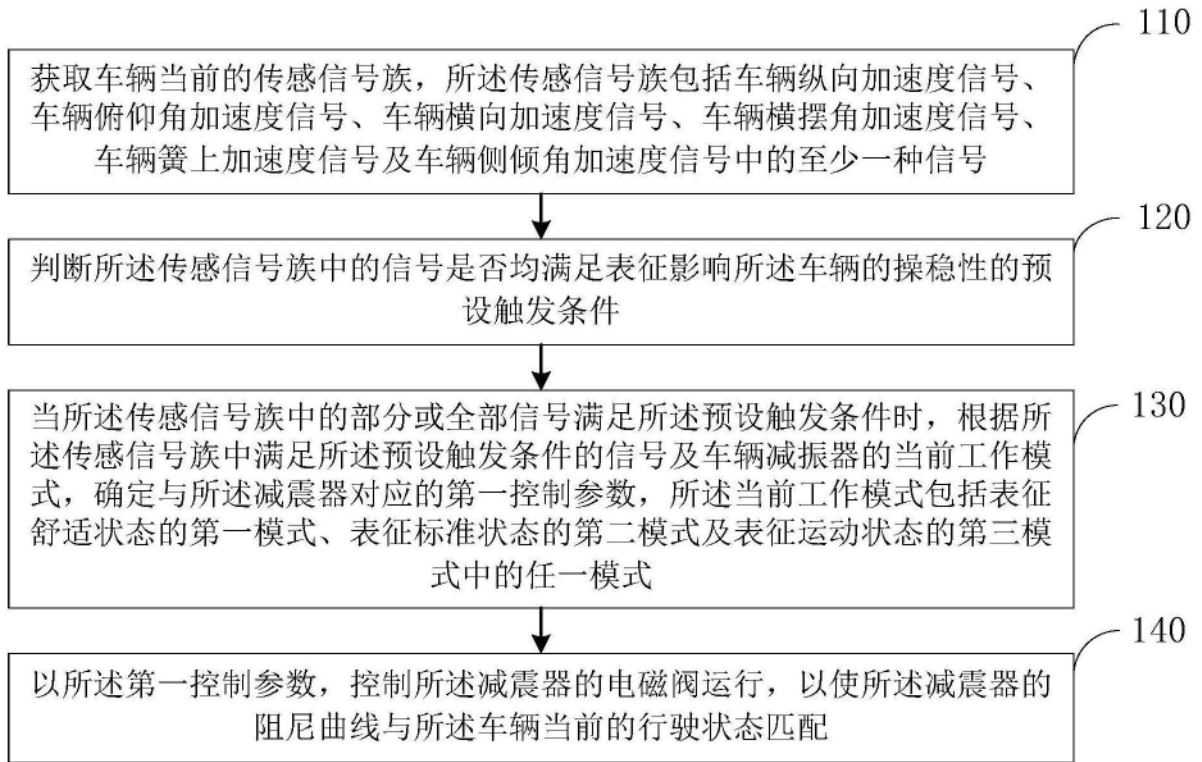 110
获取车辆当前的传感信号族，所述传感信号族包括车辆纵向加速度信号、
车辆俯仰角加速度信号、车辆横向加速度信号、车辆横摆角加速度信号、
车辆簧上加速度信号及车辆侧倾角加速度信号中的至少一种信号
120
判断所述传感信号族中的信号是否均满足表征影响所述车辆的操稳性的预
设触发条件
130
当所述传感信号族中的部分或全部信号满足所述预设触发条件时，根据所
述传感信号族中满足所述预设触发条件的信号及车辆减振器的当前工作模
式，确定与所述减震器对应的第一控制参数，所述当前工作模式包括表征
舒适状态的第一模式、表征标准状态的第二模式及表征运动状态的第三模
式中的任一模式
140
以所述第一控制参数，控制所述减震器的电磁阀运行，以使所述减震器的
阻尼曲线与所述车辆当前的行驶状态匹配